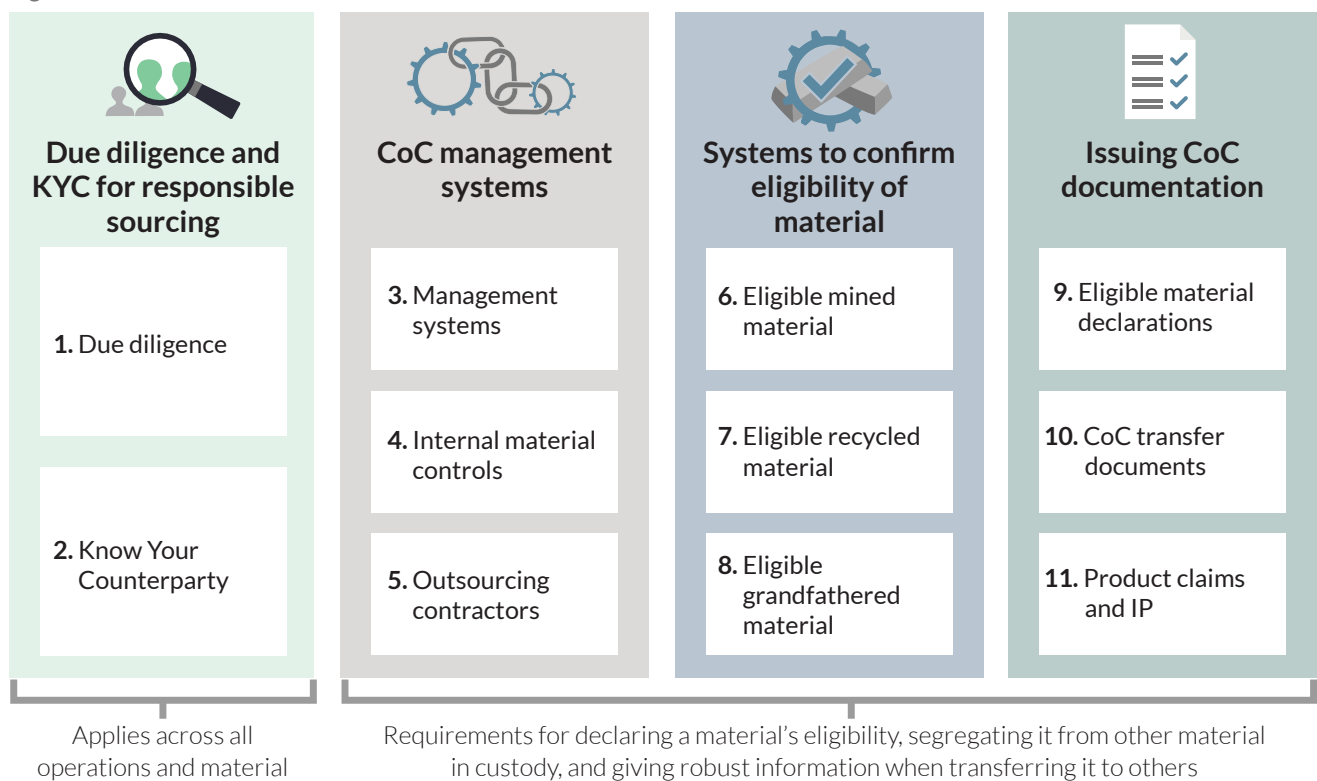 Due diligence and
KYC for responsible
sourcing
1. Due diligence
2. Know Your
Counterparty
CoC management
systems
3. Management
systems
4. Internal material
controls
5. Outsourcing
contractors
Systems to confirm
eligibility of
material
6. Eligible mined
material
7. Eligible recycled
material
8. Eligible
grandfathered
material
Issuing CoC
documentation
9. Eligible material
declarations
10. CoC transfer
documents
11. Product claims
and IP
Applies across all
operations and material
Requirements for declaring a material’s eligibility, segregating it from other material
in custody, and giving robust information when transferring it to others